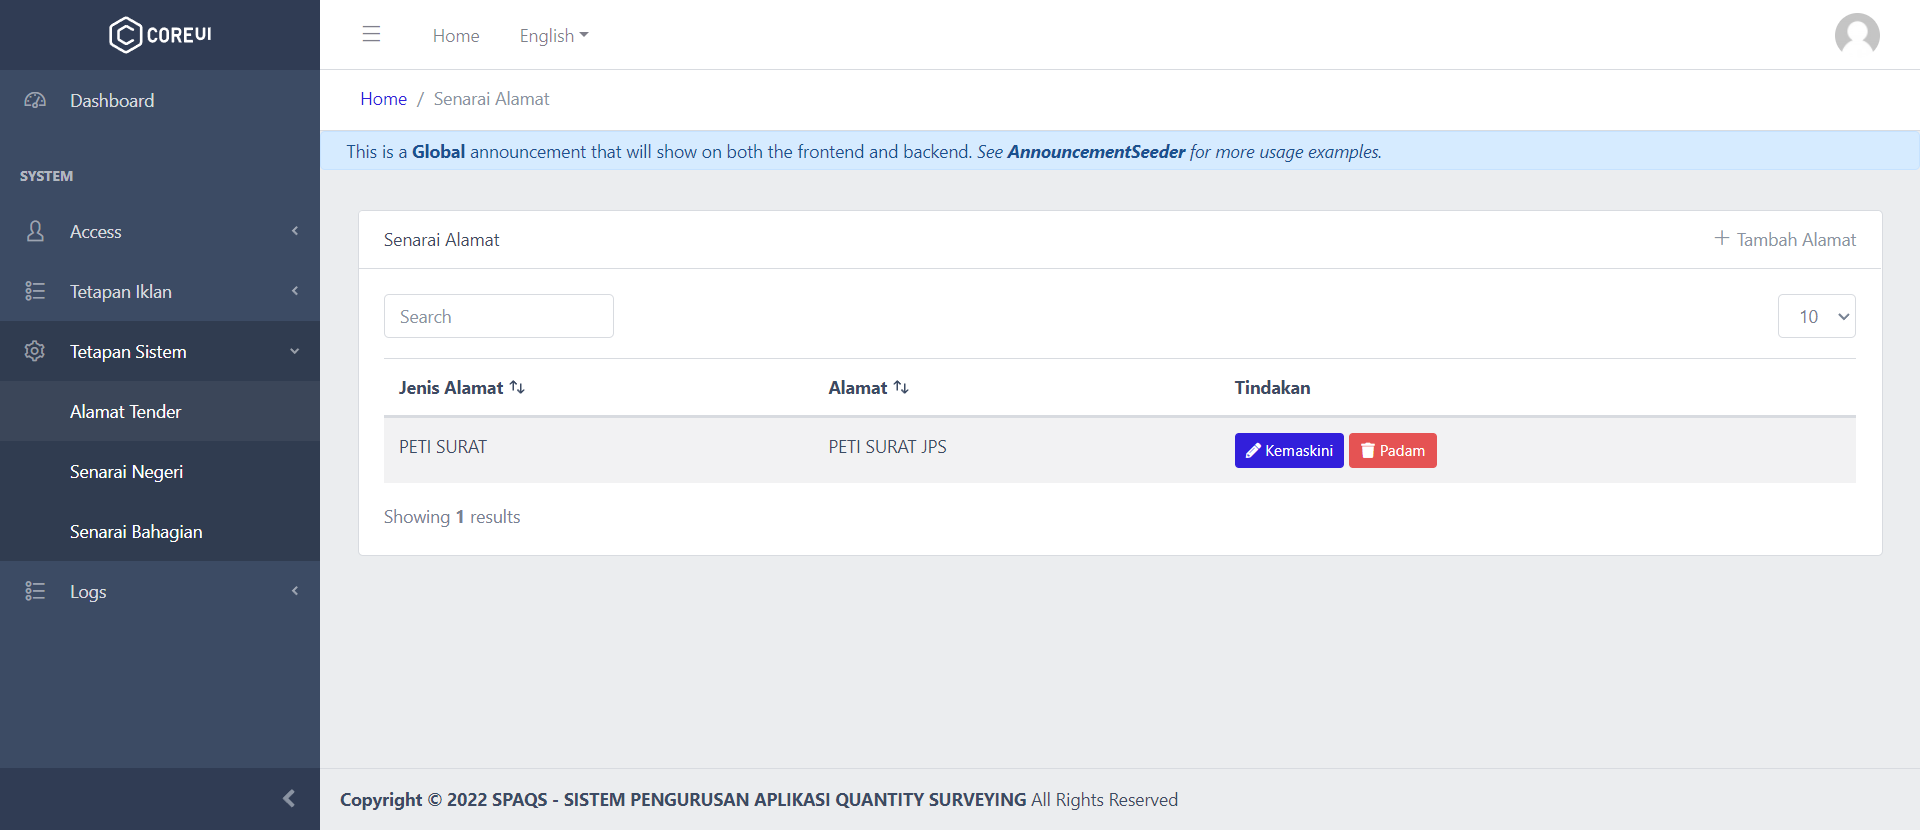 COREUI
Home
English
Dashboard
Home / Senarai Alamat
This is a Global announcement that will show on both the frontend and backend. See AnnouncementSeeder for more usage examples.
SYSTEM
Access
Tetapan Iklan
Tetapan Sistem
Alamat Tender
Senarai Negeri
Senarai Bahagian
Logs
Senarai Alamat
+ Tambah Alamat
Search
10
Jenis Alamat
Alamat
Tindakan
PETI SURAT
PETI SURAT JPS
Kemaskini
Padam
Showing 1 results
Copyright © 2022 SPAQS - SISTEM PENGURUSAN APLIKASI QUANTITY SURVEYING All Rights Reserved